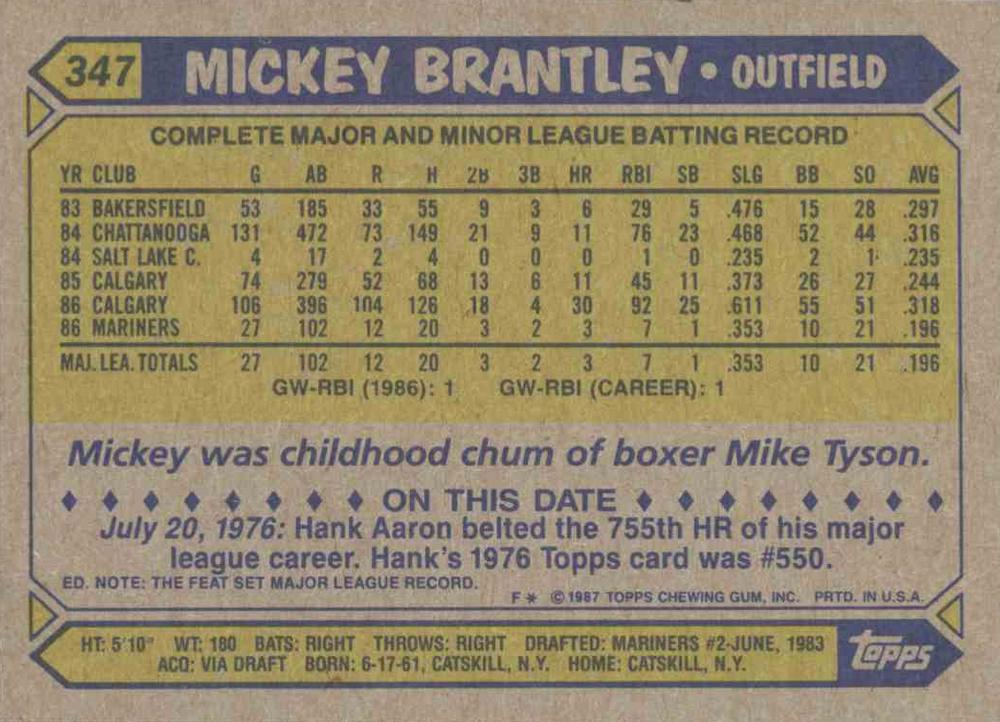 347 MICKEY BRANTLEY • OUTFIELD
COMPLETE MAJOR AND MINOR LEAGUE BATTING RECORD
YR CLUB G AB R H 2B 3B HR RBI SB SLG BB SO AVG
83 BAKERSFIELD 53 185 33 55 9 3 6 29 5 .476 15 28 .297
84 CHATTANOOGA 131 472 73 149 21 9 11 76 23 .468 52 44 .316
84 SALT LAKE C. 4 17 2 4 0 0 0 1 0 .235 2 1 .235
85 CALGARY 74 279 52 68 13 6 11 45 11 .373 26 27 .244
86 CALGARY 106 396 104 126 18 4 30 92 25 .611 55 51 .318
86 MARINERS 27 102 12 20 3 2 3 7 1 .353 10 21 .196
MAJ. LEA. TOTALS 27 102 12 20 3 2 3 7 1 .353 10 21 .196
GW-RBI (1986): 1 GW-RBI (CAREER): 1
Mickey was childhood chum of boxer Mike Tyson.
♦ ♦ ♦ ♦ ♦ ♦ ♦ ♦ ON THIS DATE ♦ ♦ ♦ ♦ ♦ ♦ ♦ ♦
July 20, 1976: Hank Aaron belted the 755th HR of his major
league career. Hank's 1976 Topps card was #550.
ED. NOTE: THE FEAT SET MAJOR LEAGUE RECORD.
F * © 1987 TOPPS CHEWING GUM, INC. PRTD. IN U.S.A.
HT: 5'10" WT: 180 BATS: RIGHT THROWS: RIGHT DRAFTED: MARINERS #2-JUNE, 1983
ACQ: VIA DRAFT BORN: 6-17-61, CATSKILL, N.Y. HOME: CATSKILL, N.Y.
topps